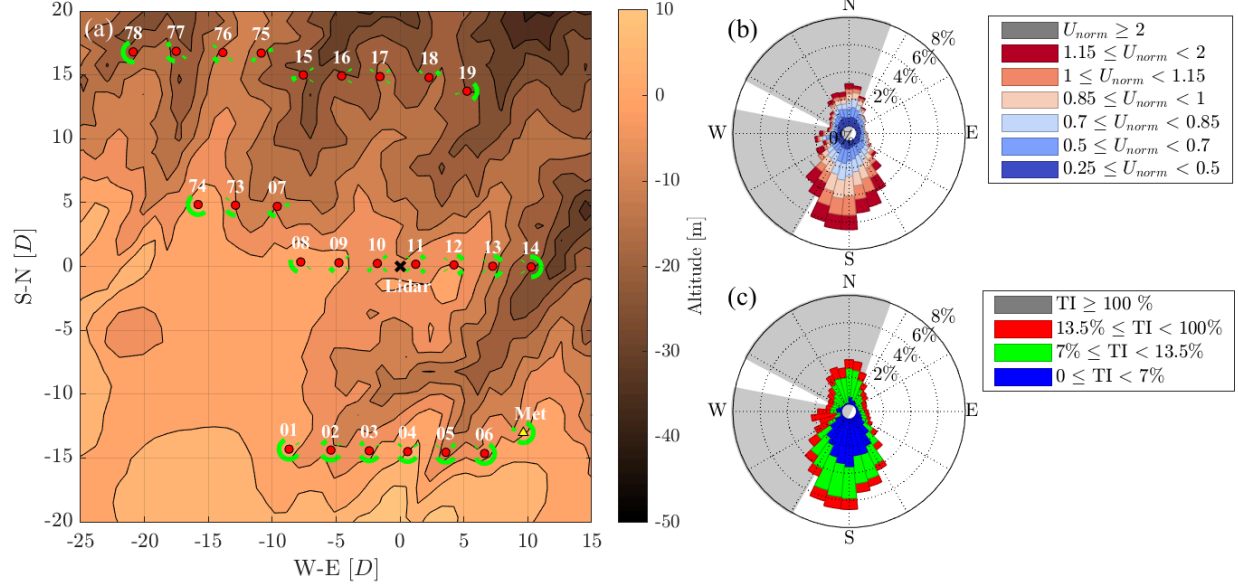 (a)
78 77 76 75 15 16 17 18 19
74 73 07
08 09 10 11 12 13 14
Lidar
Met
01 02 03 04 05 06
20
15
10
5
0
-5
-10
-15
-20
S-N [D]
-25 -20 -15 -10 -5 0 5 10 15
W-E [D]
10
0
-10
-20
-30
-40
-50
Altitude [m]
(b)
N
8%
6%
4%
2%
0%
W
E
S
U_norm ≥ 2
1.15 ≤ U_norm < 2
1 ≤ U_norm < 1.15
0.85 ≤ U_norm < 1
0.7 ≤ U_norm < 0.85
0.5 ≤ U_norm < 0.7
0.25 ≤ U_norm < 0.5
(c)
N
8%
6%
4%
2%
W
E
S
TI ≥ 100 %
13.5% ≤ TI < 100%
7% ≤ TI < 13.5%
0 ≤ TI < 7%